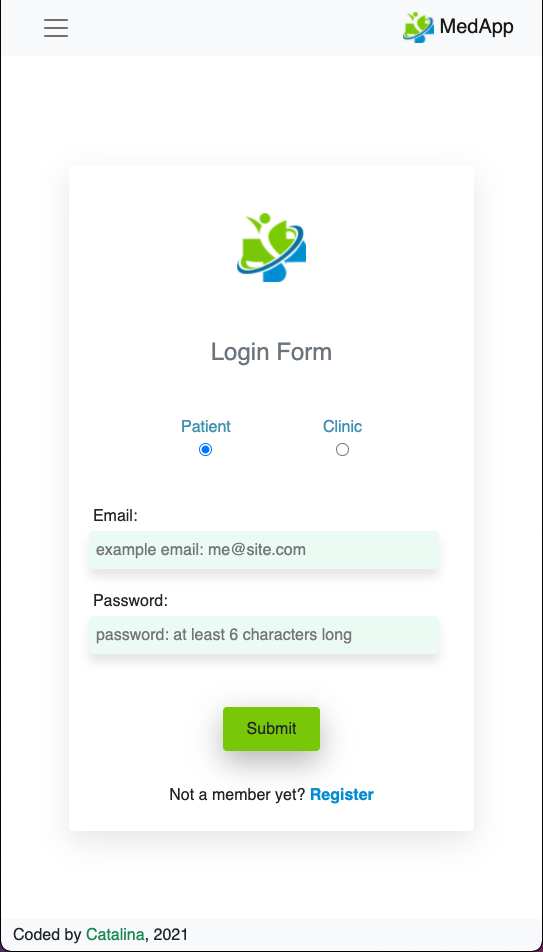 MedApp
Login Form
Patient Clinic
Email:
example email: me@site.com
Password:
password: at least 6 characters long
Submit
Not a member yet? Register
Coded by Catalina, 2021